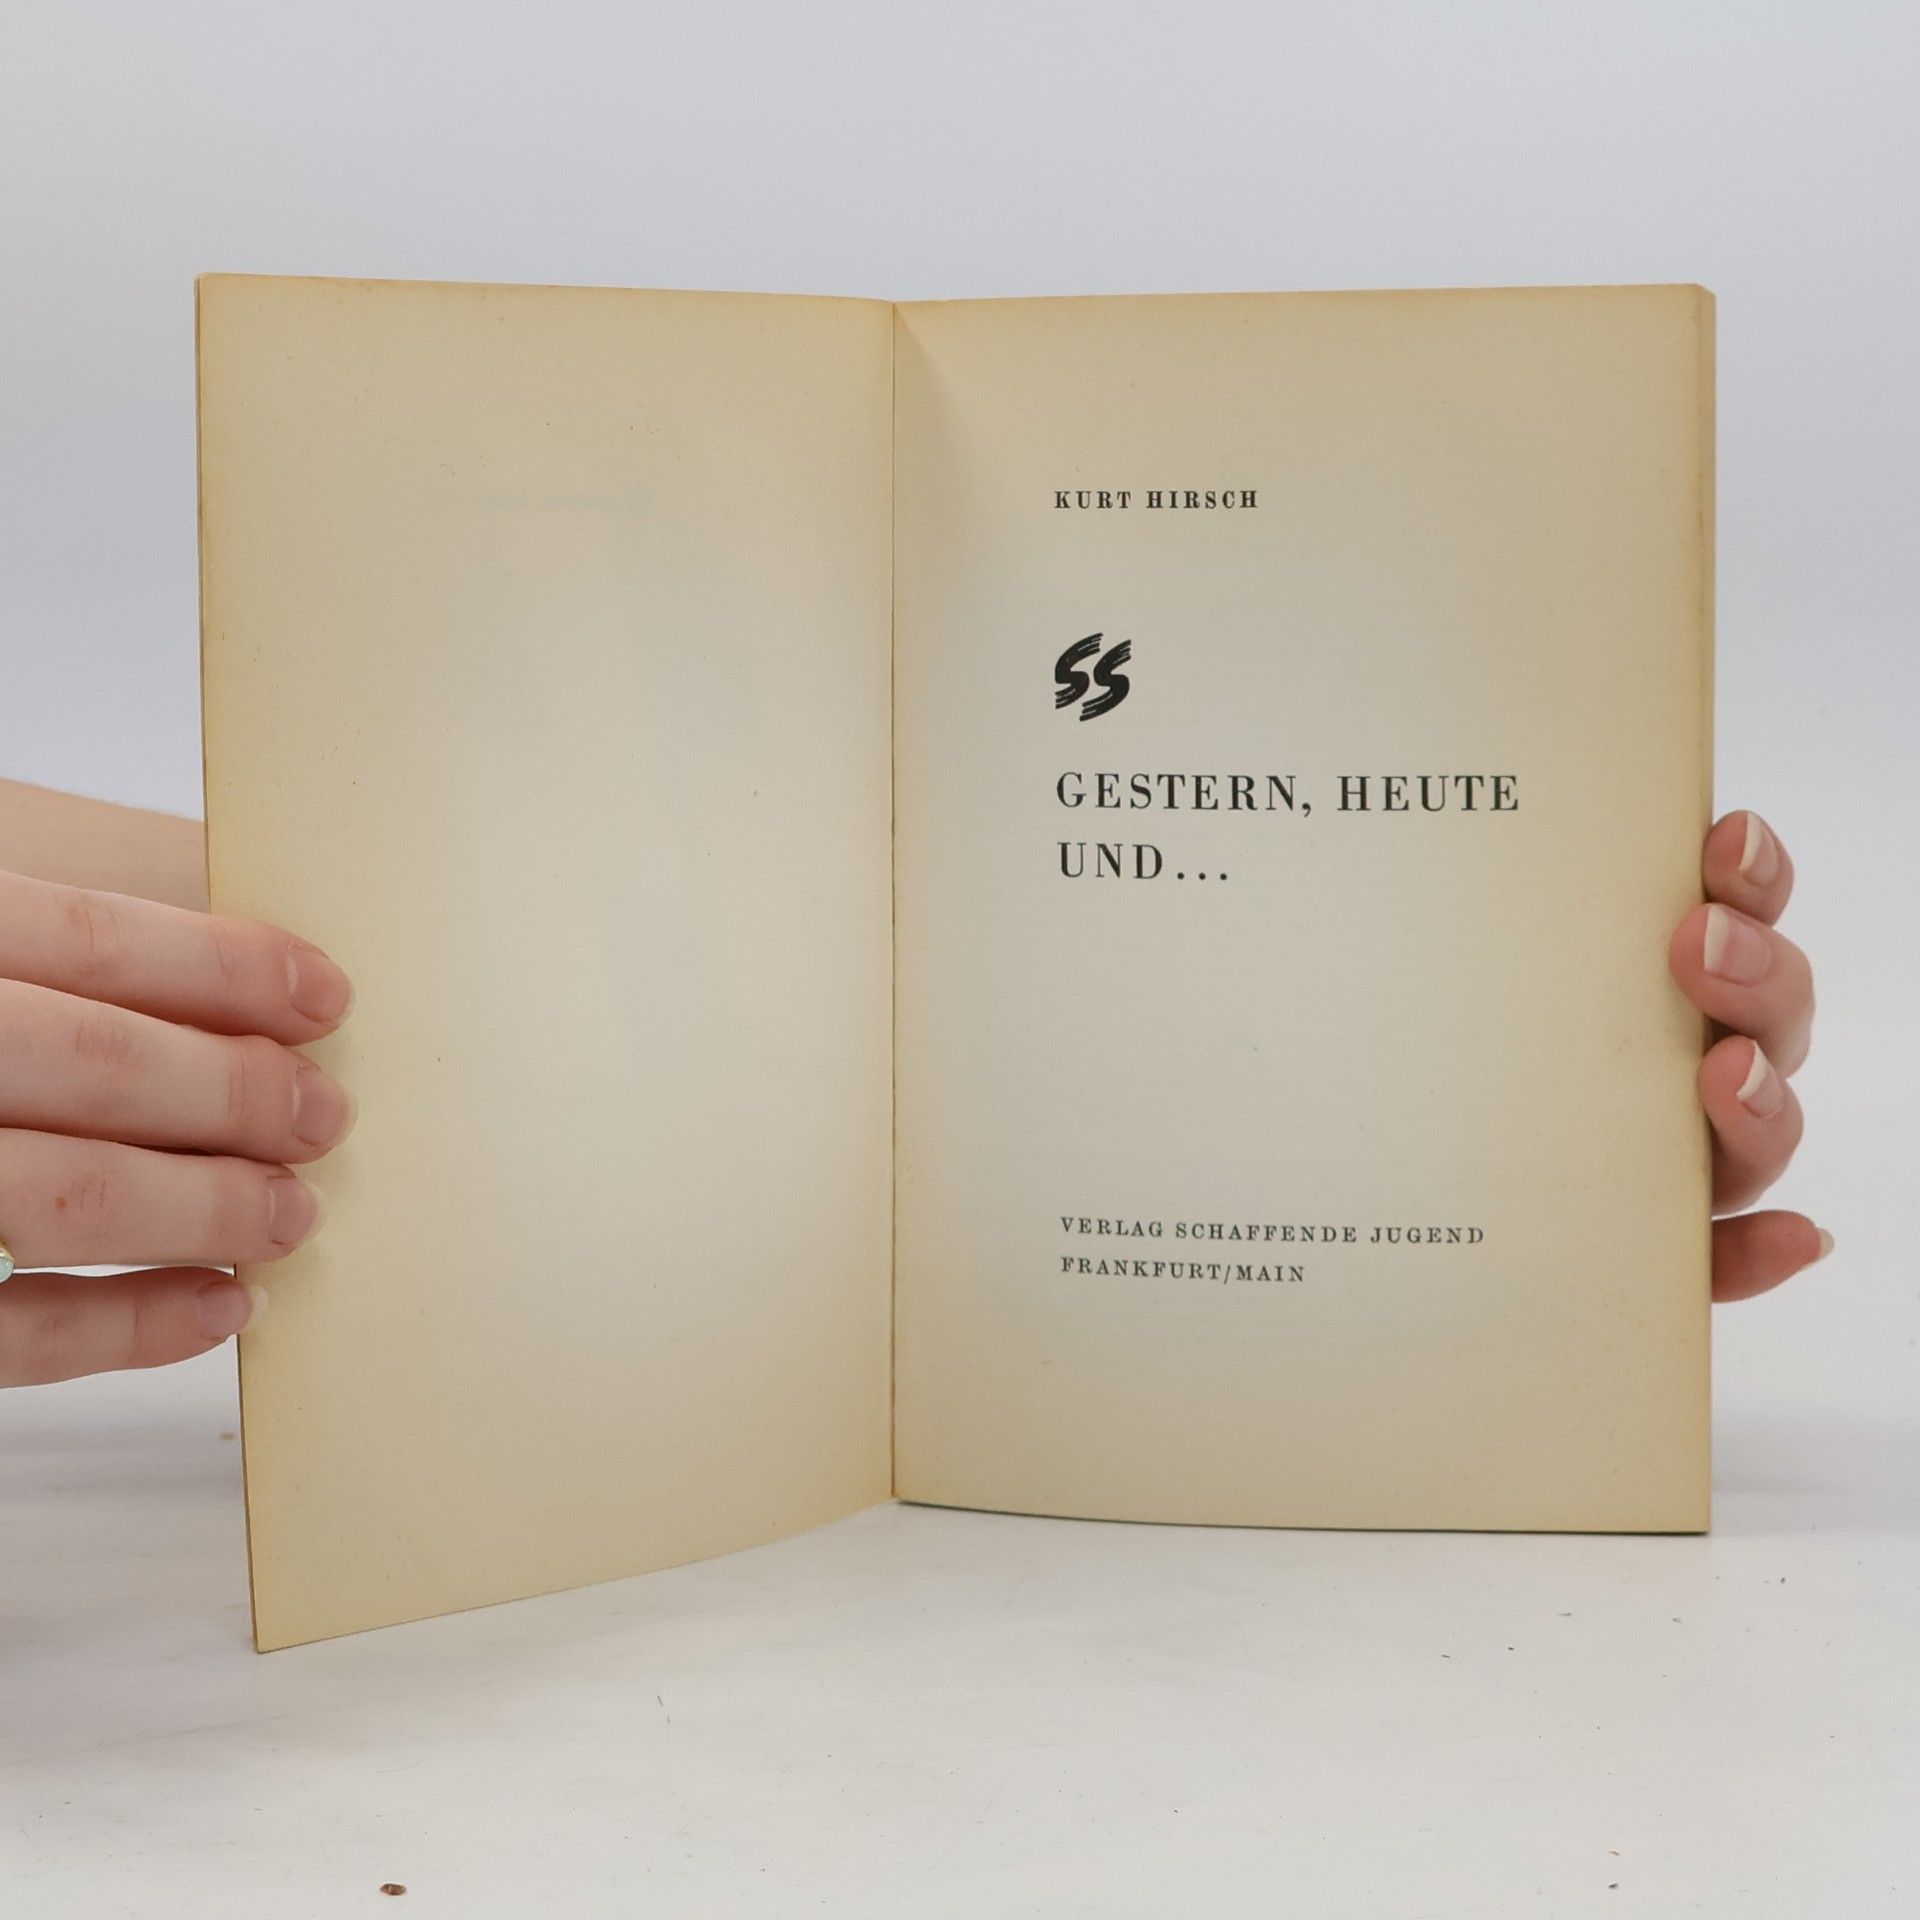 KURT HIRSCH
SS
GESTERN, HEUTE
UND...
VERLAG SCHAFFENDE JUGEND
FRANKFURT/MAIN